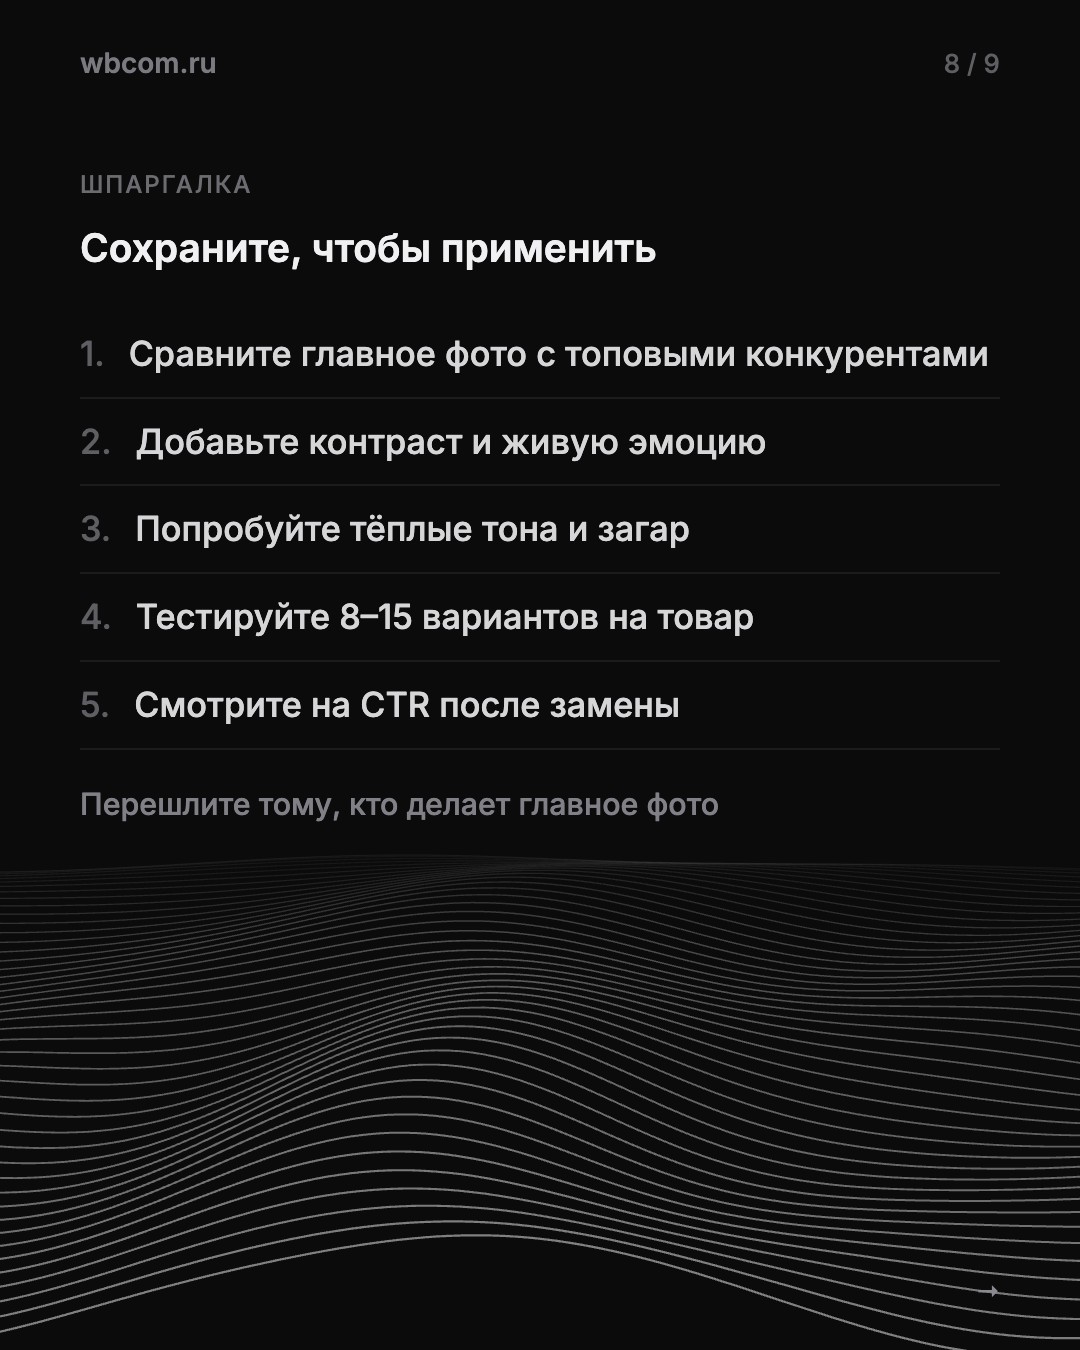 wbcom.ru
8 / 9
ШПАРГАЛКА
Сохраните, чтобы применить
1. Сравните главное фото с топовыми конкурентами
2. Добавьте контраст и живую эмоцию
3. Попробуйте тёплые тона и загар
4. Тестируйте 8–15 вариантов на товар
5. Смотрите на CTR после замены
Перешлите тому, кто делает главное фото
→